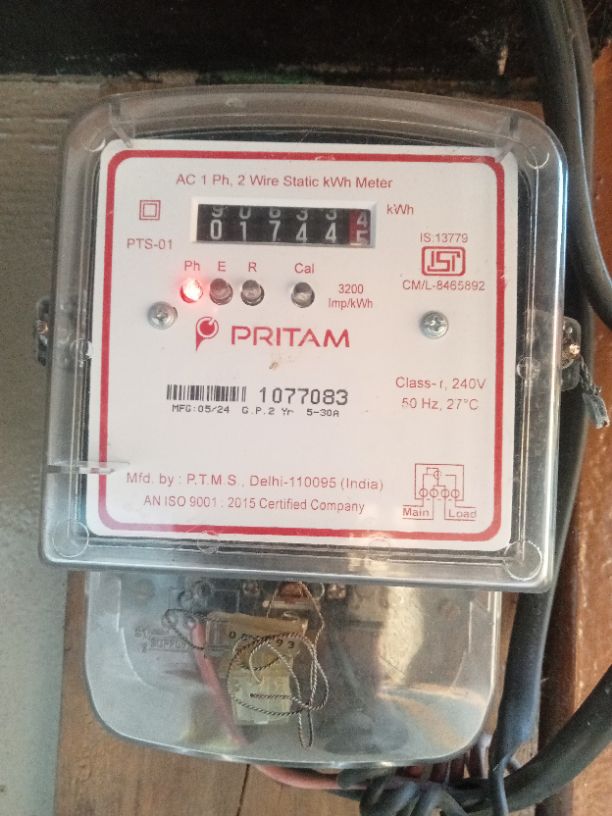 AC 1 Ph, 2 Wire Static kWh Meter
01744 5 kWh
PTS-01
IS:13779
ISI
CM/L-8465892
Ph E R Cal
3200
Imp/kWh
PRITAM
1077083
MFG:05/24 G.P.2 Yr 5-30A
Class-1, 240V
50 Hz, 27°C
Mfd. by : P.T.M.S., Delhi-110095 (India)
AN ISO 9001 : 2015 Certified Company
Main Load